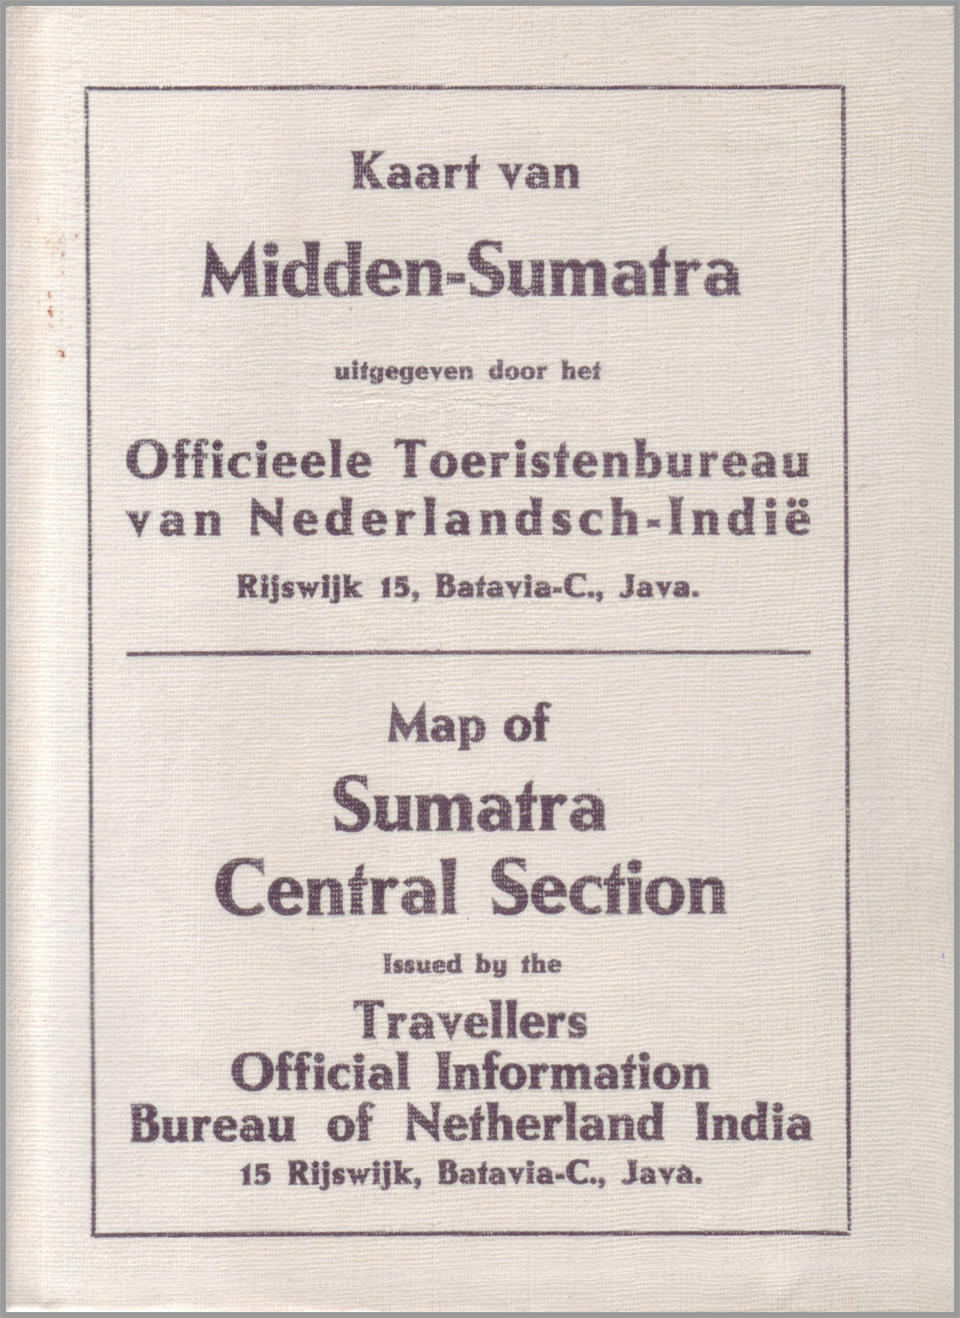 Kaart van
Midden-Sumatra
uitgegeven door het
Officieele Toeristenbureau
van Nederlandsch-Indië
Rijswijk 15, Batavia-C., Java.
Map of
Sumatra
Central Section
Issued by the
Travellers
Official Information
Bureau of Netherland India
15 Rijswijk, Batavia-C., Java.